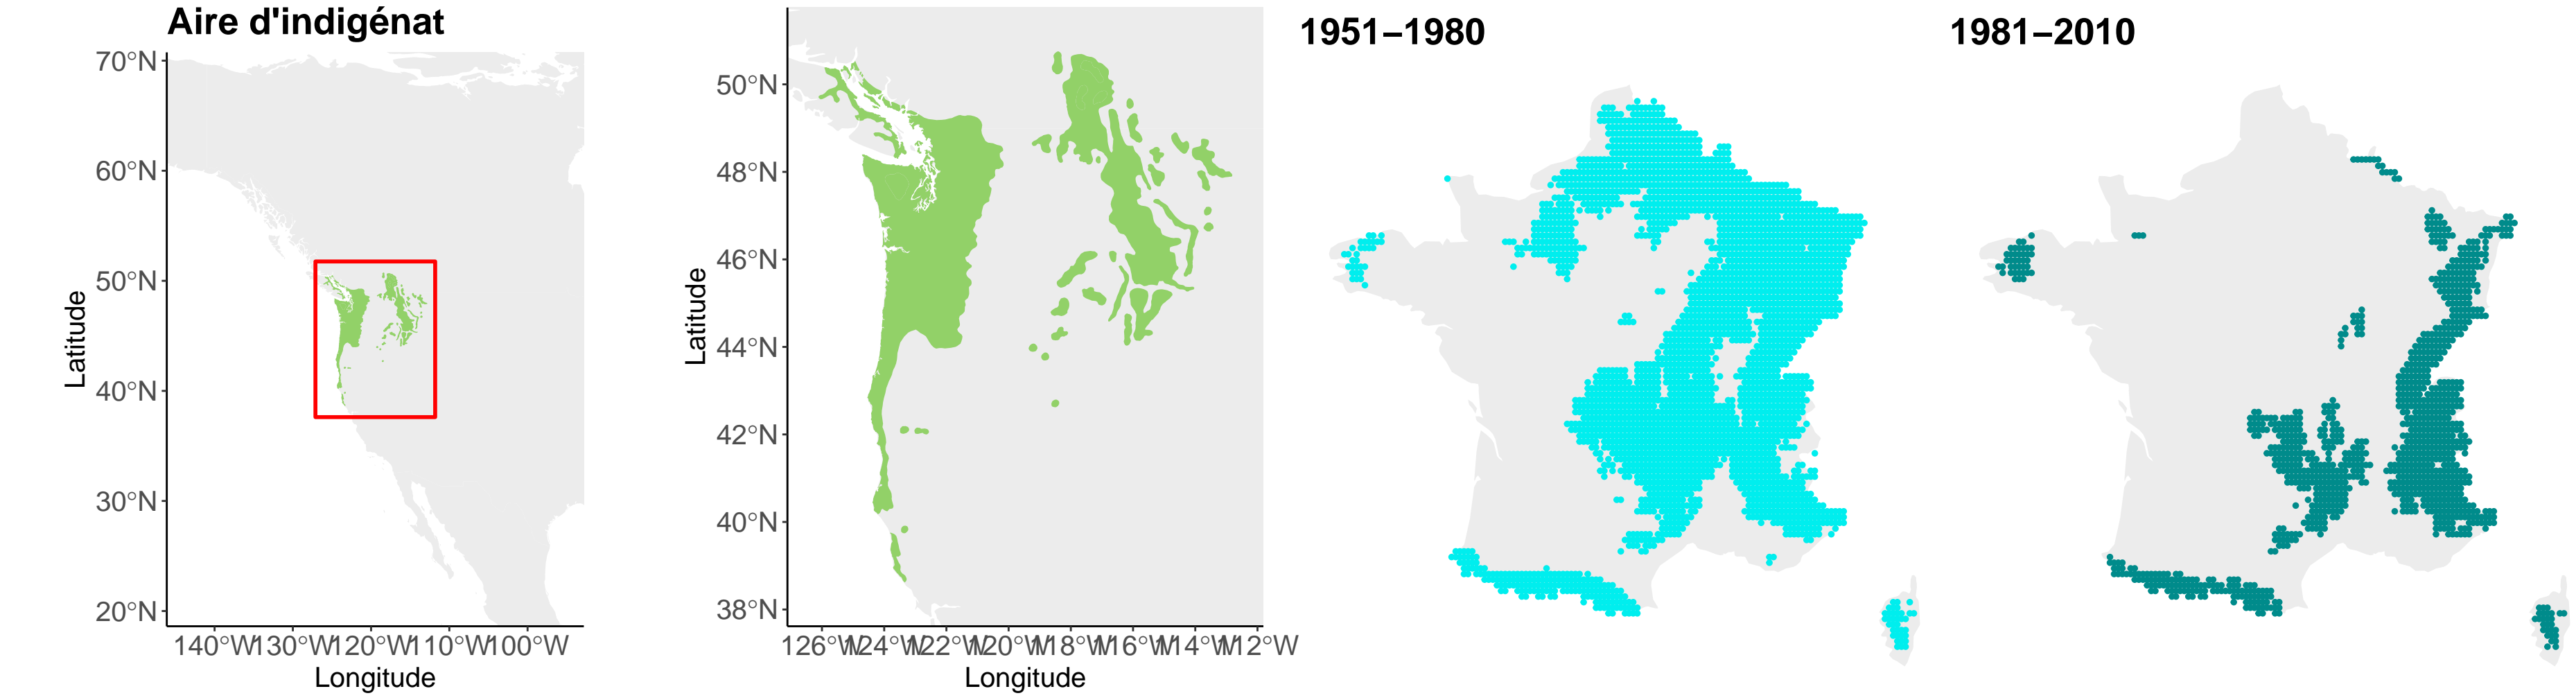 Aire d'indigénat
70°N
60°N
50°N
40°N
30°N
20°N
Latitude
140°W 130°W 120°W 110°W 100°W
Longitude
50°N
48°N
46°N
44°N
42°N
40°N
38°N
Latitude
126°W 124°W 122°W 120°W 118°W 116°W 114°W 112°W
Longitude
1951–1980
1981–2010